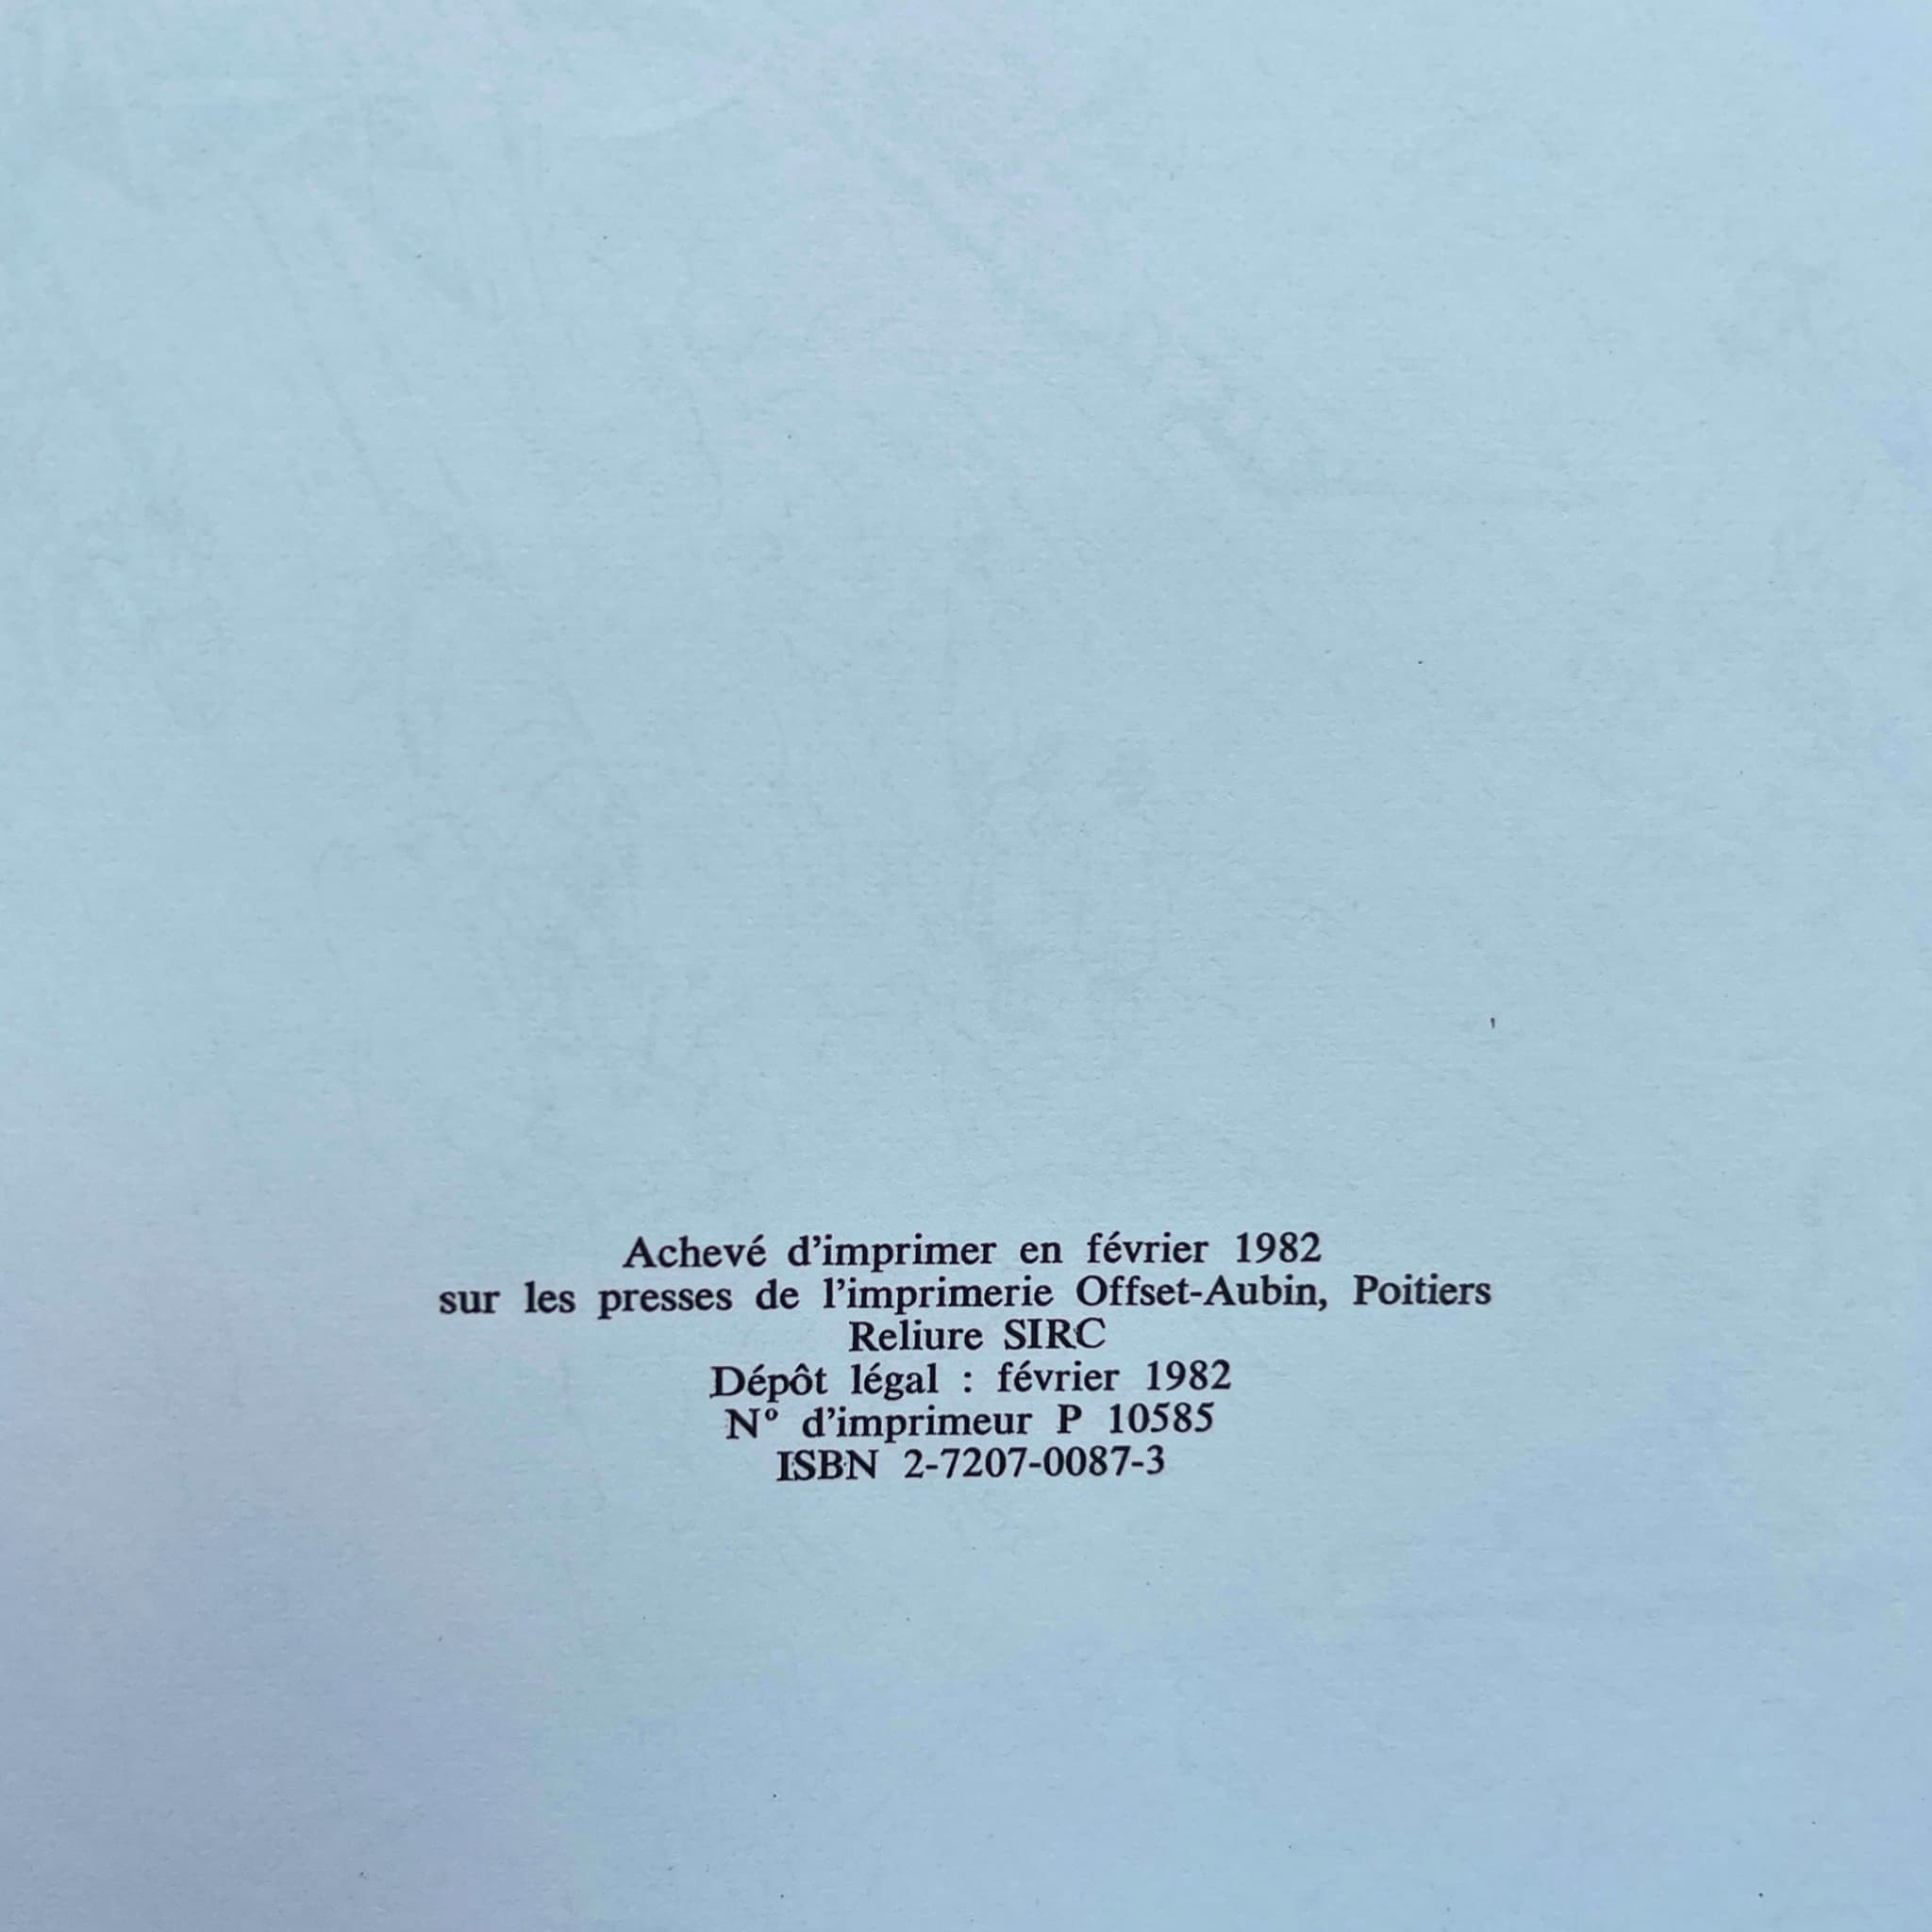 Achevé d’imprimer en février 1982
sur les presses de l’imprimerie Offset-Aubin, Poitiers
Reliure SIRC
Dépôt légal : février 1982
Nº d’imprimeur P 10585
ISBN 2-7207-0087-3